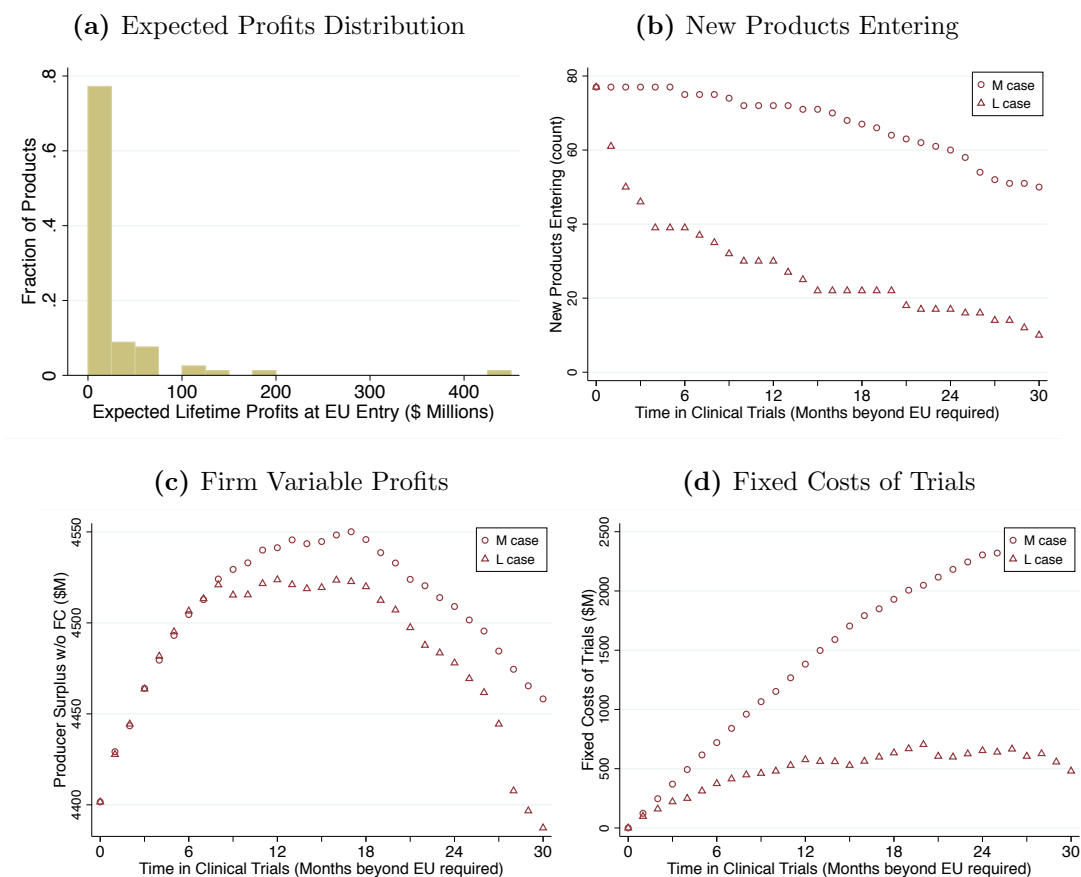 (a) Expected Profits Distribution
Fraction of Products
.8
.6
.4
.2
0
0 100 200 300 400
Expected Lifetime Profits at EU Entry ($ Millions)
(b) New Products Entering
M case
L case
New Products Entering (count)
80
60
40
20
0
0 6 12 18 24 30
Time in Clinical Trials (Months beyond EU required)
(c) Firm Variable Profits
M case
L case
Producer Surplus w/o FC ($M)
4550
4500
4450
4400
0 6 12 18 24 30
Time in Clinical Trials (Months beyond EU required)
(d) Fixed Costs of Trials
M case
L case
Fixed Costs of Trials ($M)
2500
2000
1500
1000
500
0
0 6 12 18 24 30
Time in Clinical Trials (Months beyond EU required)